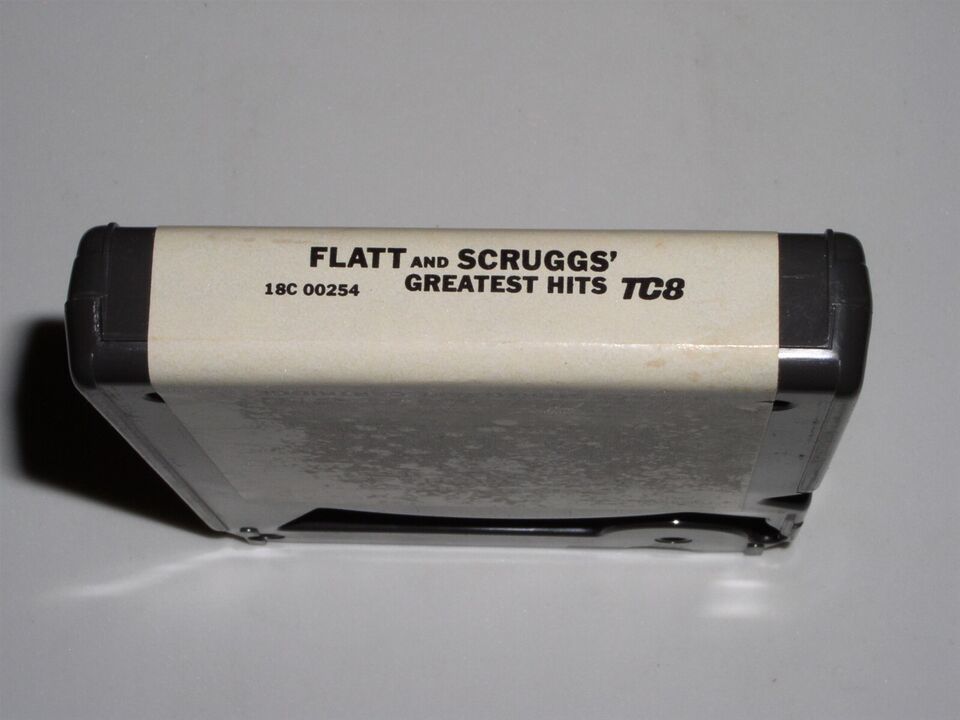 FLATT AND SCRUGGS'
18C 00254 GREATEST HITS TC8